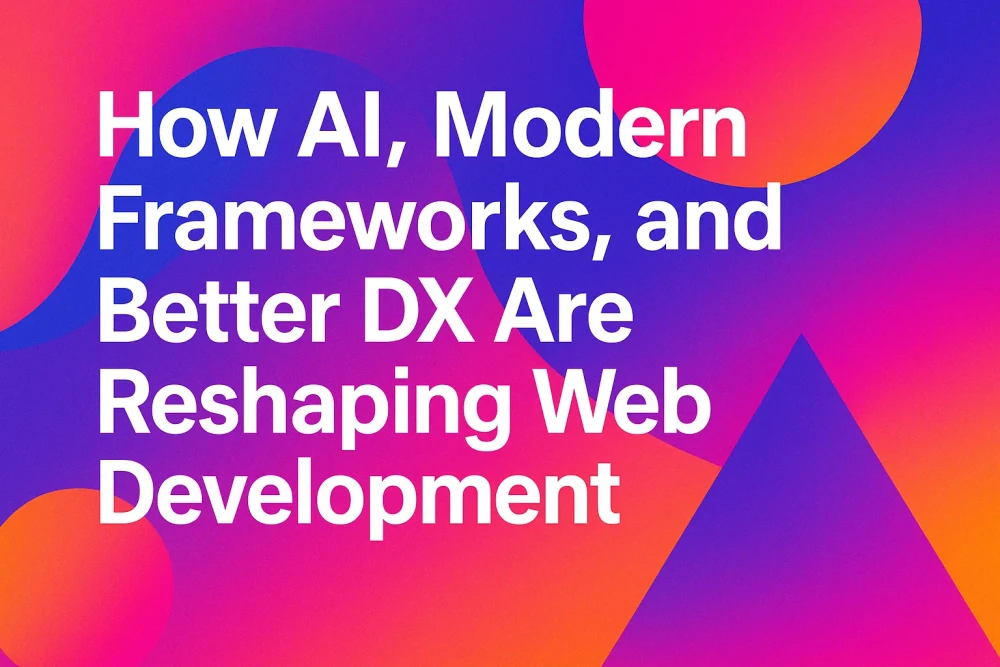 How AI, Modern
Frameworks, and
Better DX Are
Reshaping Web
Development